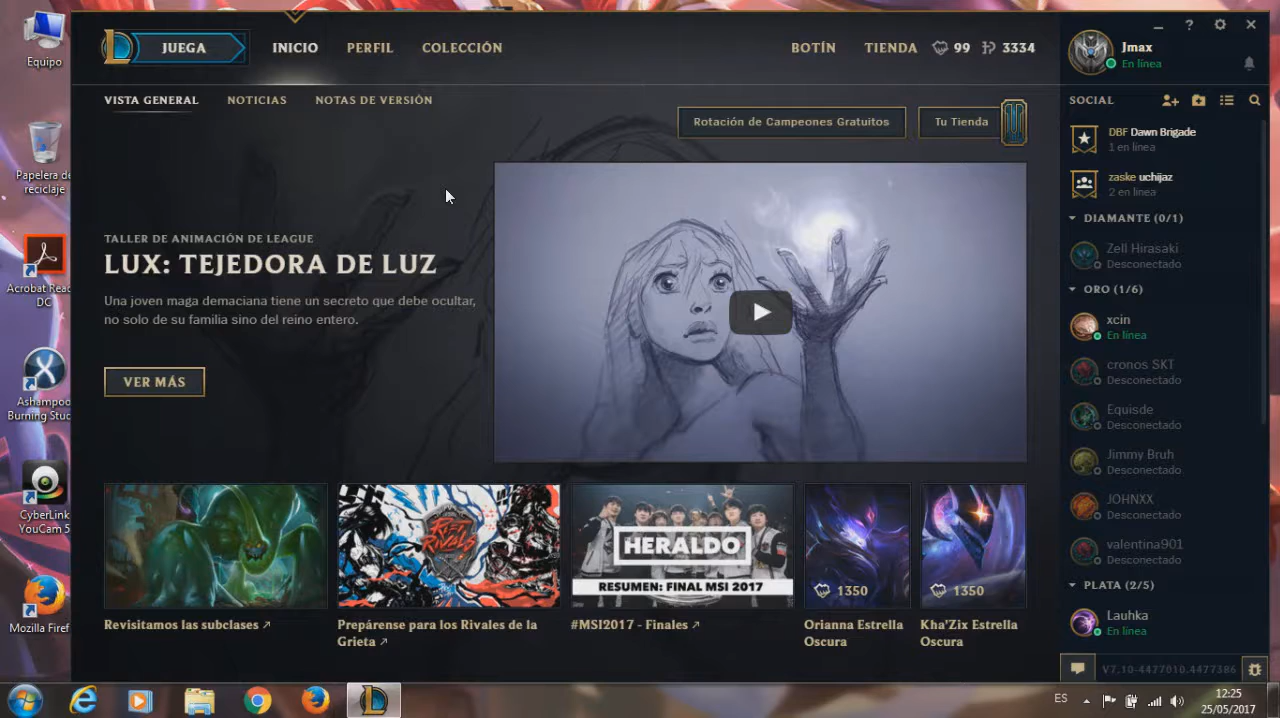 Equipo
Papelera de
reciclaje
Acrobat Read
DC
Ashampoo
Burning Stud
CyberLink
YouCam 5
Mozilla Firef
JUEGA
INICIO
PERFIL
COLECCIÓN
BOTÍN
TIENDA
99
3334
VISTA GENERAL
NOTICIAS
NOTAS DE VERSIÓN
Rotación de Campeones Gratuitos
Tu Tienda
TALLER DE ANIMACIÓN DE LEAGUE
LUX: TEJEDORA DE LUZ
Una joven maga demaciana tiene un secreto que debe ocultar,
no solo de su familia sino del reino entero.
VER MÁS
RIFT
RIVALS
HERALDO
RESUMEN: FINAL MSI 2017
1350
1350
Revisitamos las subclases
Prepárense para los Rivales de la
Grieta
#MSI2017 - Finales
Orianna Estrella
Oscura
Kha'Zix Estrella
Oscura
?
Jmax
En línea
SOCIAL
DBF Dawn Brigade
1 en línea
zaske uchijaz
2 en línea
DIAMANTE (0/1)
Zell Hirasaki
Desconectado
ORO (1/6)
xcin
En línea
cronos SKT
Desconectado
Equisde
Desconectado
Jimmy Bruh
Desconectado
JOHNXX
Desconectado
valentina901
Desconectado
PLATA (2/5)
Lauhka
En línea
V7.10-4477010.4477386
ES
12:25
25/05/2017